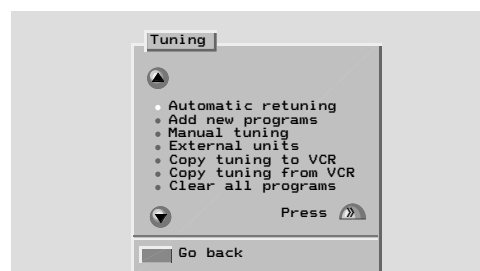 Tuning
Automatic retuning
Add new programs
Manual tuning
External units
Copy tuning to VCR
Copy tuning from VCR
Clear all programs
Press
Go back